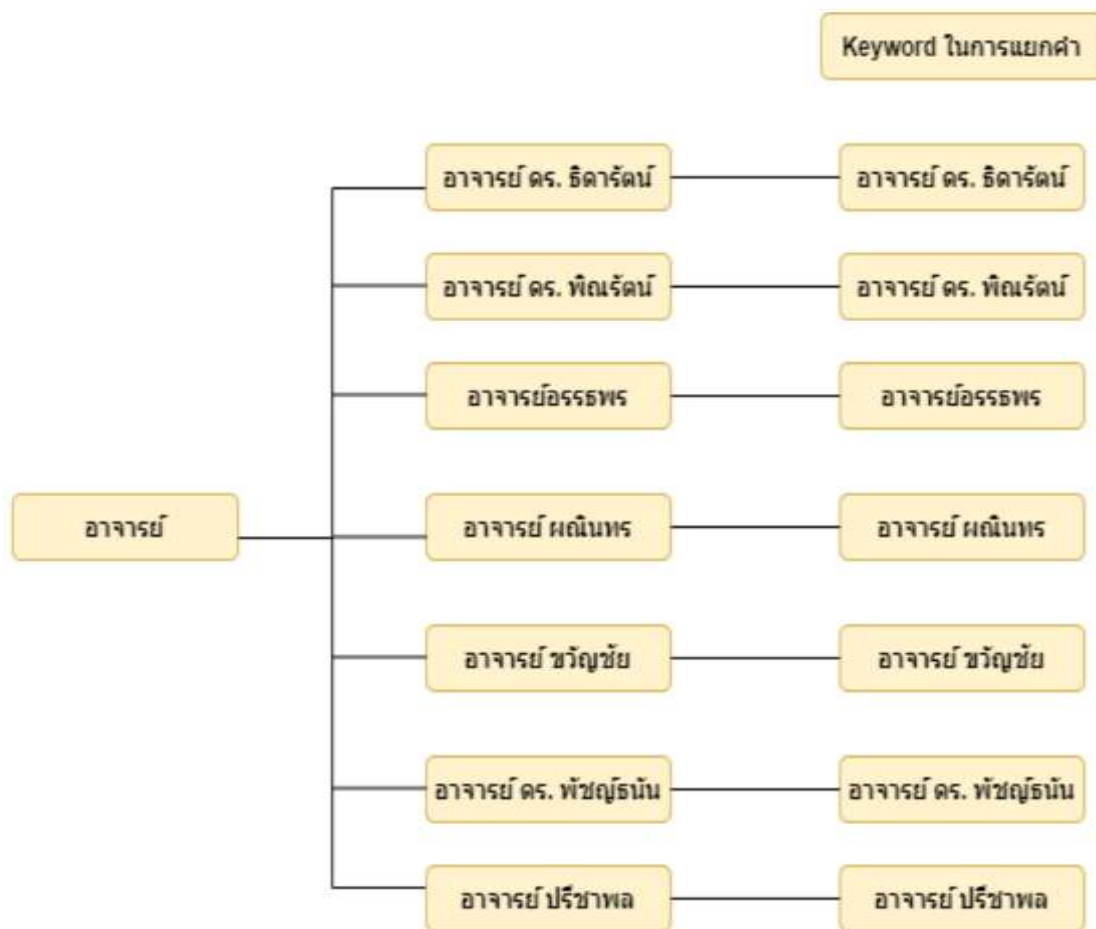 Keyword ในการแยกคำ
อาจารย์ ดร. ธิดารัตน์
อาจารย์ ดร. ธิดารัตน์
อาจารย์ ดร. พิณรัตน์
อาจารย์ ดร. พิณรัตน์
อาจารย์อรรธพร
อาจารย์อรรธพร
อาจารย์
อาจารย์ ผณินทร
อาจารย์ ผณินทร
อาจารย์ ขวัญชัย
อาจารย์ ขวัญชัย
อาจารย์ ดร. พัชญ์ธนัน
อาจารย์ ดร. พัชญ์ธนัน
อาจารย์ ปรีชาพล
อาจารย์ ปรีชาพล